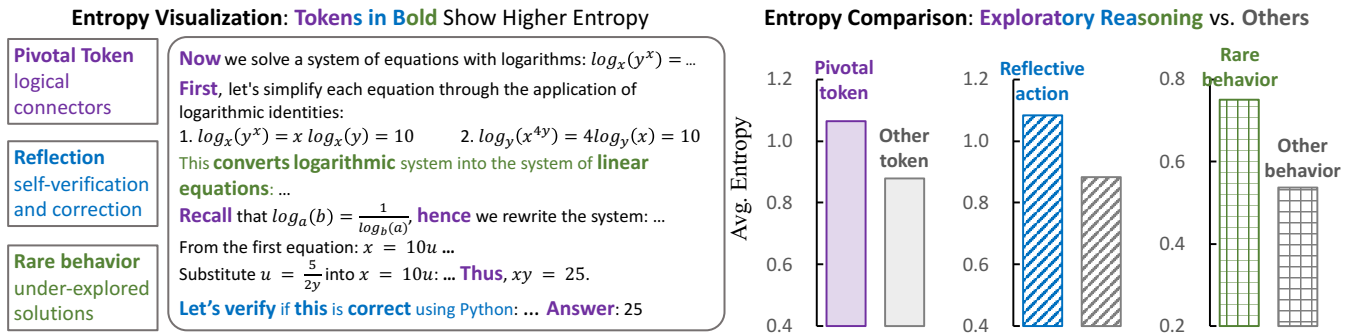 Entropy Visualization: Tokens in Bold Show Higher Entropy
Pivotal Token
logical
connectors
Reflection
self-verification
and correction
Rare behavior
under-explored
solutions
Now we solve a system of equations with logarithms: log_x(y^x) = ...
First, let's simplify each equation through the application of
logarithmic identities:
1. log_x(y^x) = x log_x(y) = 10 2. log_y(x^{4y}) = 4log_y(x) = 10
This converts logarithmic system into the system of linear
equations: ...
Recall that log_a(b) = \frac{1}{log_b(a)}, hence we rewrite the system: ...
From the first equation: x = 10u ...
Substitute u = \frac{5}{2y} into x = 10u: ... Thus, xy = 25.
Let's verify if this is correct using Python: ... Answer: 25
Entropy Comparison: Exploratory Reasoning vs. Others
Avg. Entropy
1.2
1.0
0.8
0.6
0.4
Pivotal
token
Other
token
1.2
1.0
0.8
0.6
0.4
Reflective
action
0.8
0.6
0.4
0.2
Rare
behavior
Other
behavior